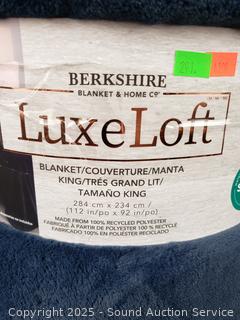 BERKSHIRE
BLANKET & HOME CO®
LuxeLoft
BLANKET/COUVERTURE/MANTA
KING/TRÉS GRAND LIT/
TAMAÑO KING
284 cm x 234 cm /
(112 in/po x 92 in/po)
MADE FROM 100% RECYCLED POLYESTER
FABRIQUÉ À PARTIR DE POLYESTER 100 % RECYCLÉ
FABRICADO 100% EN POLIÉSTER RECICLADO
Copyright 2025 - Sound Auction Service